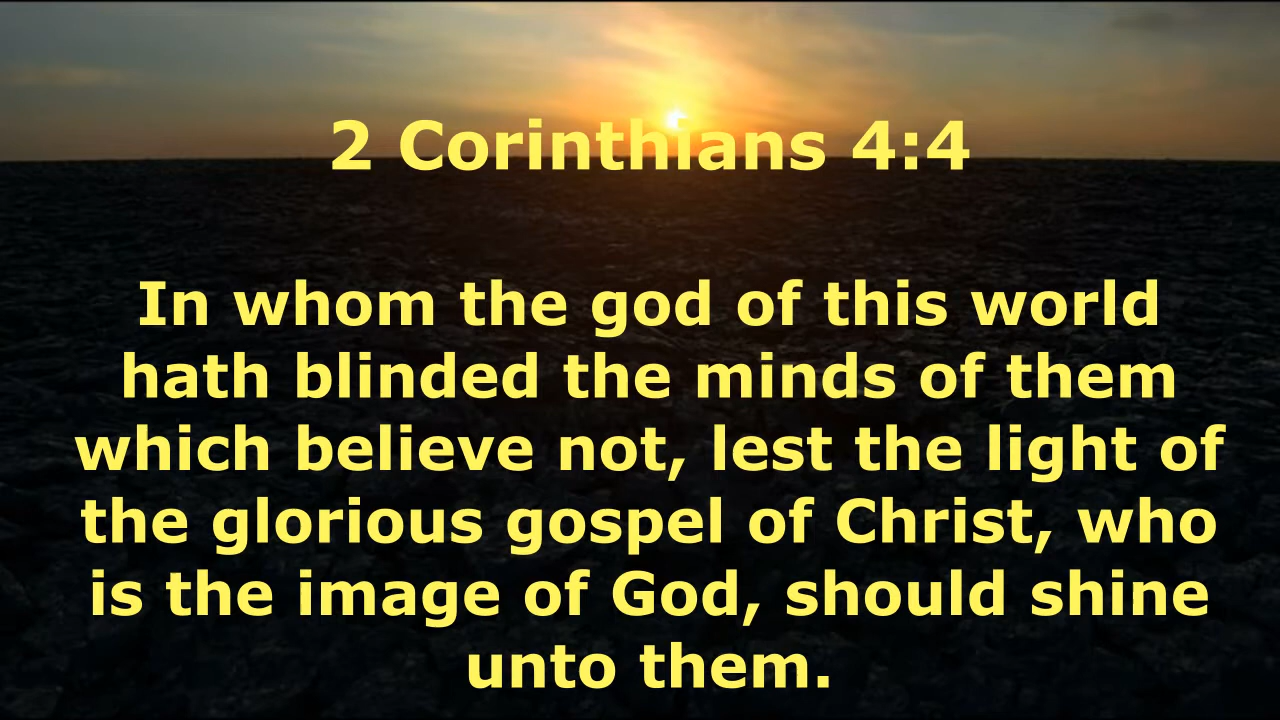 2 Corinthians 4:4
In whom the god of this world
hath blinded the minds of them
which believe not, lest the light of
the glorious gospel of Christ, who
is the image of God, should shine
unto them.